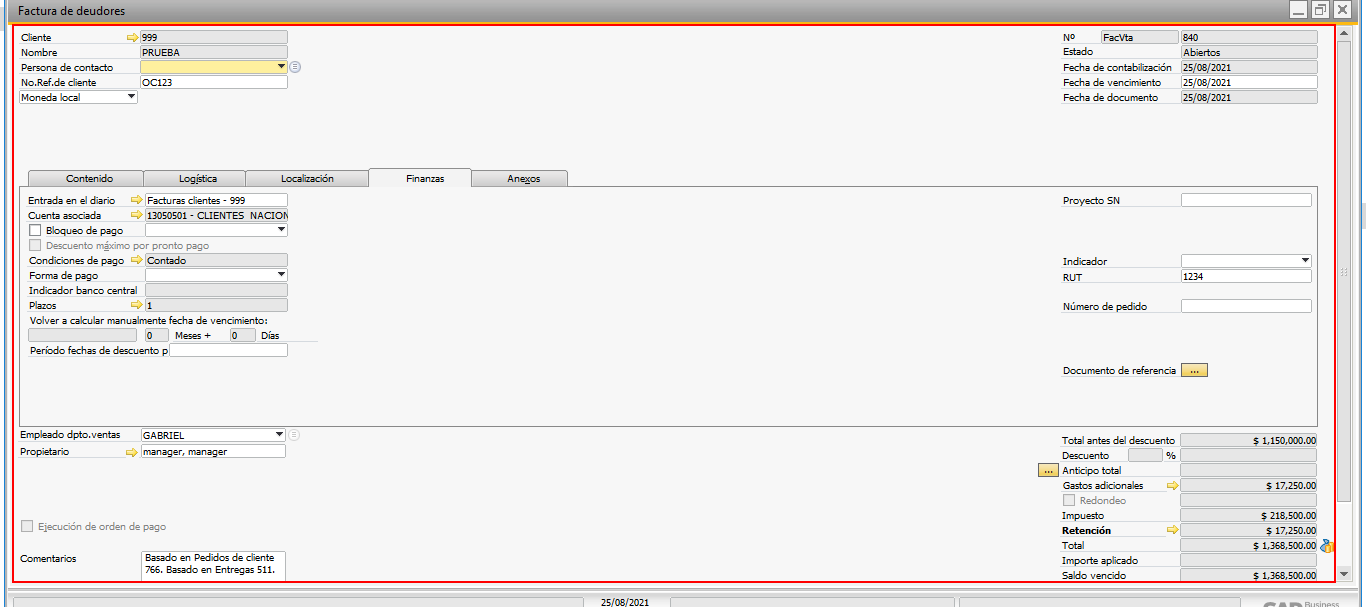 Factura de deudores
Cliente 999
Nombre PRUEBA
Persona de contacto
No.Ref.de cliente OC123
Moneda local
Nº FacVta 840
Estado Abiertos
Fecha de contabilización 25/08/2021
Fecha de vencimiento 25/08/2021
Fecha de documento 25/08/2021
Contenido Logística Localización Finanzas Anexos
Entrada en el diario Facturas clientes - 999
Cuenta asociada 13050501 - CLIENTES NACION
Bloqueo de pago
Descuento máximo por pronto pago
Condiciones de pago Contado
Forma de pago
Indicador banco central
Plazos 1
Volver a calcular manualmente fecha de vencimiento:
0 Meses + 0 Días
Período fechas de descuento p
Proyecto SN
Indicador
RUT 1234
Número de pedido
Documento de referencia ...
Empleado dpto.ventas GABRIEL
Propietario manager, manager
Ejecución de orden de pago
Comentarios Basado en Pedidos de cliente
766. Basado en Entregas 511.
Total antes del descuento $ 1,150,000.00
Descuento %
... Anticipo total
Gastos adicionales $ 17,250.00
Redondeo
Impuesto $ 218,500.00
Retención $ 17,250.00
Total $ 1,368,500.00
Importe aplicado
Saldo vencido $ 1,368,500.00
25/08/2021
SAP Business